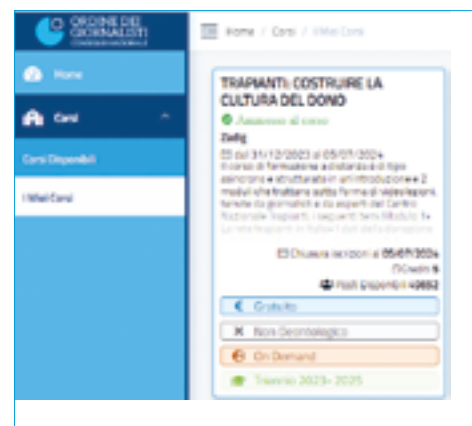 ORDINE DEI
GIORNALISTI
CONSIGLIO NAZIONALE
Home / Corsi / I Miei Corsi
Home
Corsi
Corsi Disponibili
I Miei Corsi
TRAPIANTI: COSTRUIRE LA
CULTURA DEL DONO
Ammesso al corso
Zadig
dal 31/12/2023 al 05/07/2024
Il corso di formazione a distanza di tipo
asincrono è strutturato in un'introduzione e 2
moduli che trattano sotto forma di videolezioni,
tenute da giornalisti e da esperti del Centro
Nazionale Trapianti, i seguenti temi: Modulo 1•
Chiusura iscrizioni al 05/07/2024
Crediti
Posti Disponibili
Gratuito
Non Deontologico
On Demand
Triennio 2023-2025